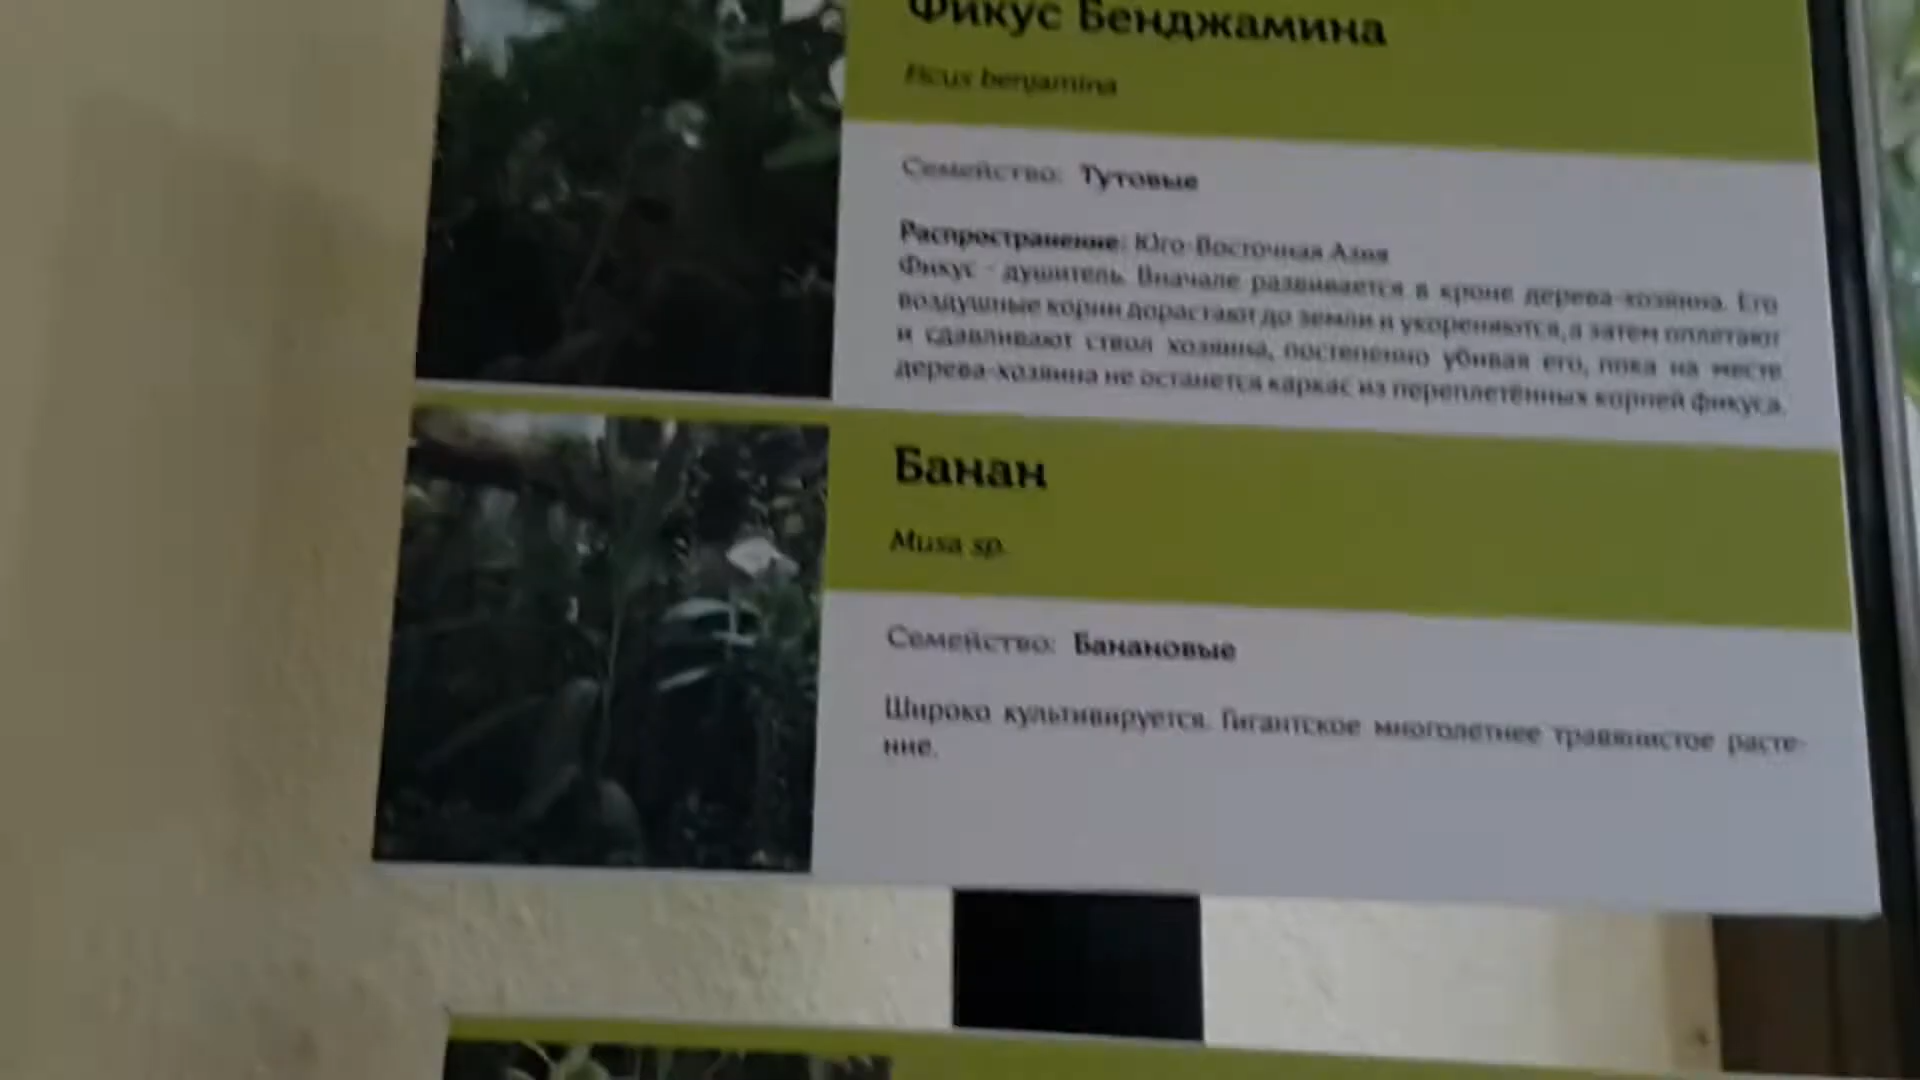 Фикус Бенджамина
Ficus benjamina
Семейство: Тутовые
Распространение: Юго-Восточная Азия
Фикус - душитель. Вначале развивается в кроне дерева-хозяина. Его
воздушные корни дорастают до земли и укореняются, а затем оплетают
и сдавливают ствол хозяина, постепенно убивая его, пока на месте
дерева-хозяина не останется каркас из переплетённых корней фикуса.
Банан
Musa sp.
Семейство: Банановые
Широко культивируется. Гигантское многолетнее травянистое расте-
ние.